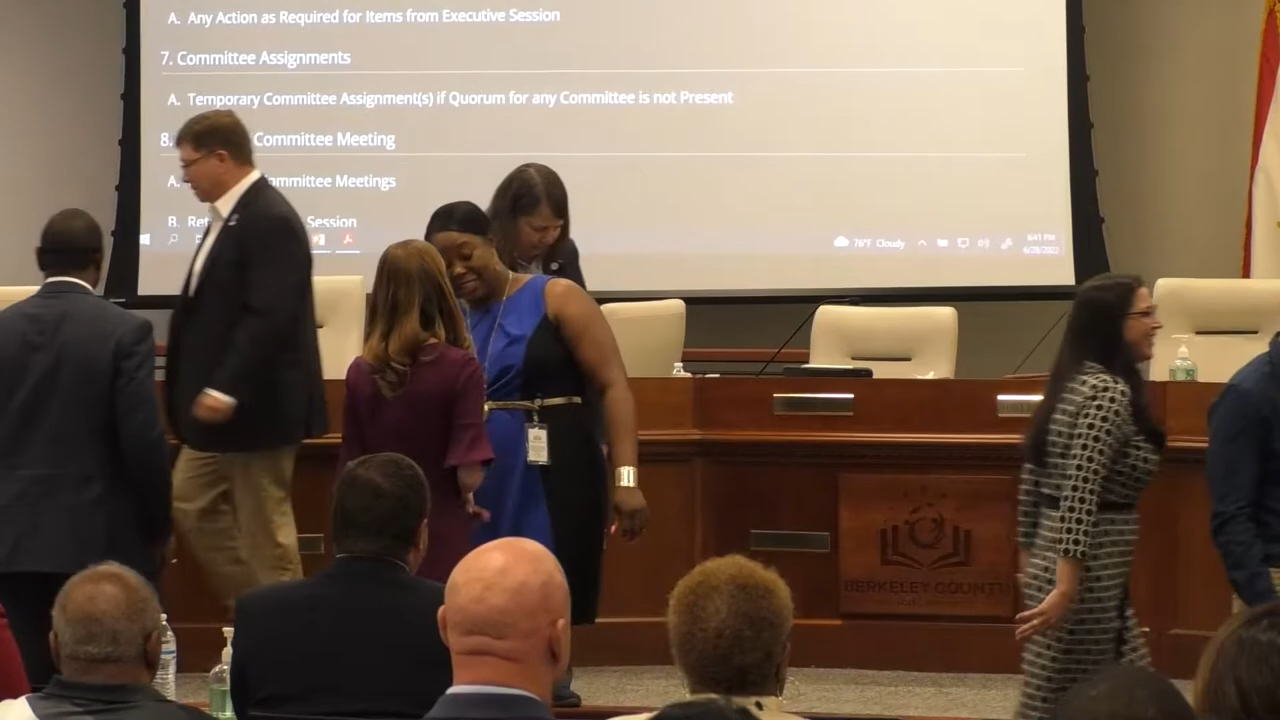 A. Any Action as Required for Items from Executive Session
7. Committee Assignments
A. Temporary Committee Assignment(s) if Quorum for any Committee is not Present
8. Committee Meeting
A. Committee Meetings
B. Session
76°F Cloudy
6:41 PM
6/28/2022
BERKELEY COUNTY